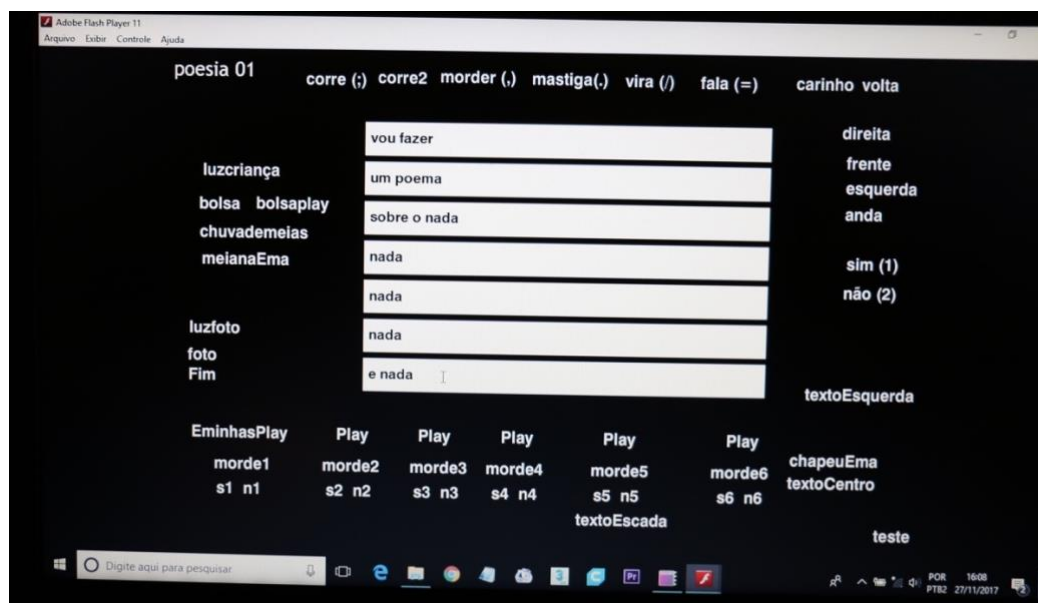 Adobe Flash Player 11
Arquivo Exibir Controle Ajuda
poesia 01
corre (;) corre2 morder (,) mastiga(.) vira (/) fala (=) carinho volta
vou fazer
direita
luzcriança
um poema
frente
esquerda
bolsa bolsaplay
sobre o nada
anda
chuvademeias
meianaEma
nada
sim (1)
nada
não (2)
luzfoto
nada
foto
Fim
e nada
textoEsquerda
EminhasPlay Play Play Play Play Play
morde1 morde2 morde3 morde4 morde5 morde6 chapeuEma
s1 n1 s2 n2 s3 n3 s4 n4 s5 n5 s6 n6 textoCentro
textoEscada
teste
Digite aqui para pesquisar
POR 16:08
PTB2 27/11/2017